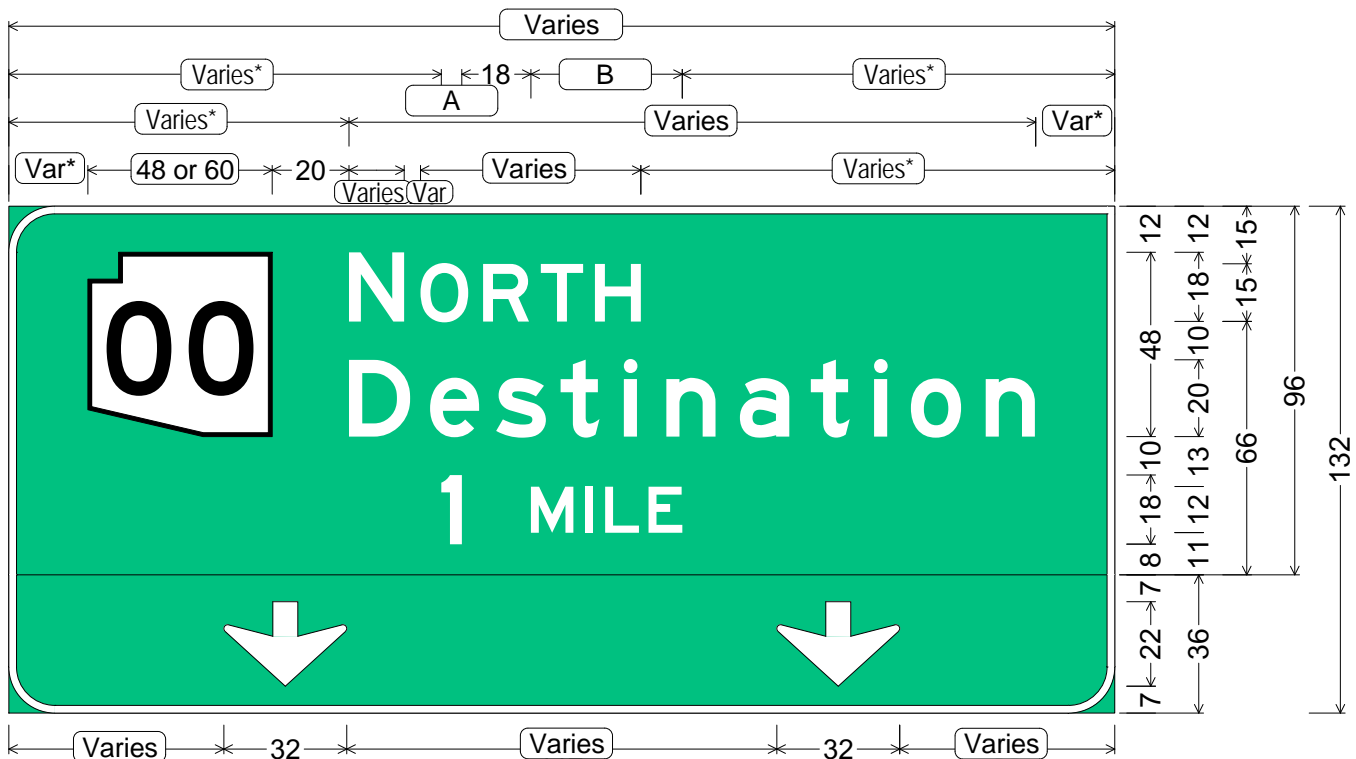 Varies
Varies* 18 B Varies*
A
Varies* Varies Var*
Var* 48 or 60 20 Varies Varies*
Varies Var
12 12 15
NORTH
18 15
00
48 10
Destination
20 96
66 132
10 13
1 MILE
18 12
8 11
7
22 36
7
Varies 32 Varies 32 Varies